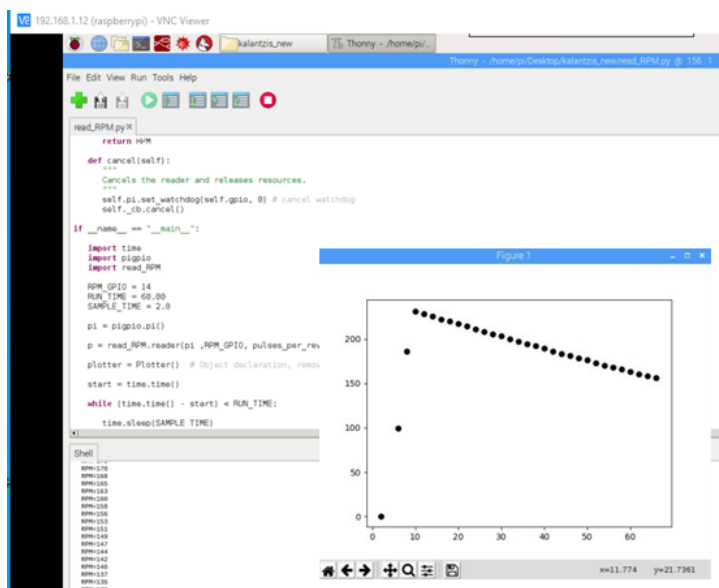 192.168.1.12 (raspberrypi) - VNC Viewer
kalantzis_new
Thonny - /home/pi/...
Thonny - /home/pi/Desktop/kalantzis_new/read_RPM.py @ 156 1
File Edit View Run Tools Help
read_RPM.py
return RPM
def cancel(self):
"""
Cancels the reader and releases resources.
"""
self.pi.set_watchdog(self.gpio, 0) # cancel watchdog
self._cb.cancel()
if __name__ == "__main__":
import time
import pigpio
import read_RPM
RPM_GPIO = 14
RUN_TIME = 60.00
SAMPLE_TIME = 2.0
pi = pigpio.pi()
p = read_RPM.reader(pi ,RPM_GPIO, pulses_per_rev
plotter = Plotter() # Object declaration, remov
start = time.time()
while (time.time() - start) < RUN_TIME:
time.sleep(SAMPLE_TIME)
Shell
RPM=170
RPM=168
RPM=165
RPM=163
RPM=160
RPM=158
RPM=156
RPM=153
RPM=151
RPM=149
RPM=147
RPM=144
RPM=142
RPM=140
RPM=137
RPM=135
Figure 1
200
150
100
50
0
0 10 20 30 40 50 60
x=11.774 y=21.7361